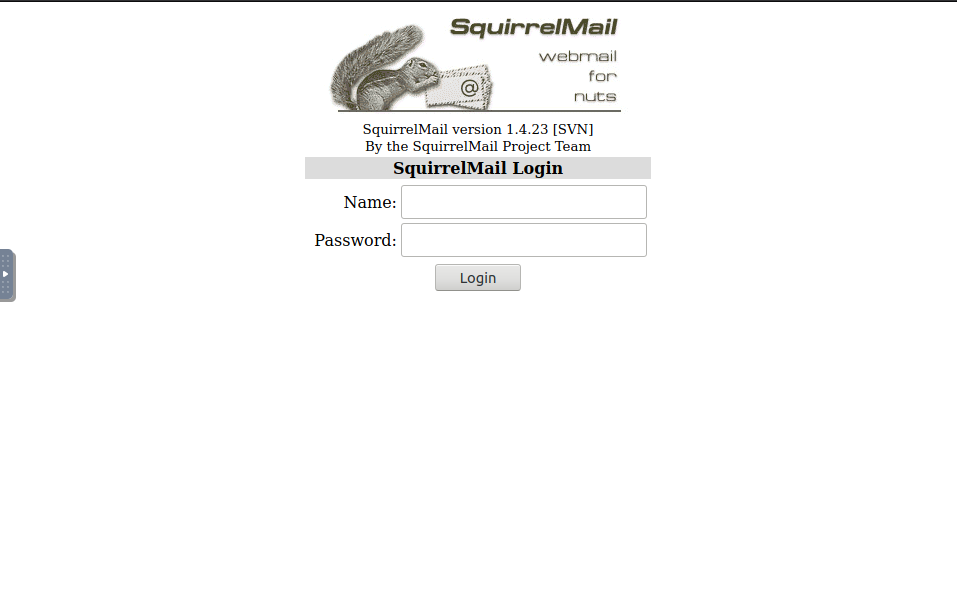 SquirrelMail
webmail
for
nuts
@
SquirrelMail version 1.4.23 [SVN]
By the SquirrelMail Project Team
SquirrelMail Login
Name:
Password:
Login